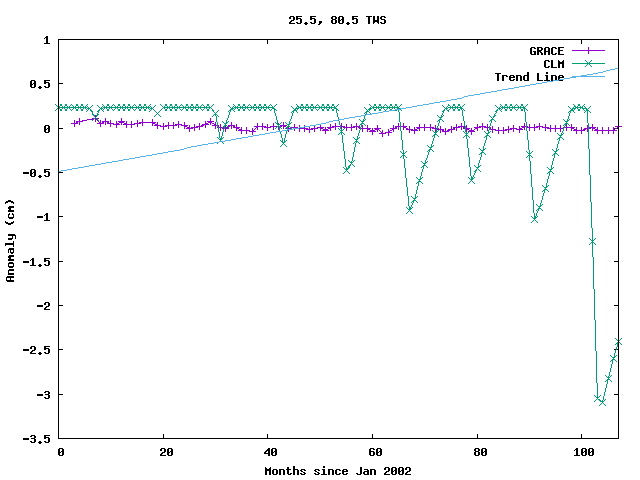 25.5, 80.5 TWS
GRACE
CLM
Trend Line
1
0.5
0
-0.5
-1
-1.5
-2
-2.5
-3
-3.5
Anomaly (cm)
0 20 40 60 80 100
Months since Jan 2002